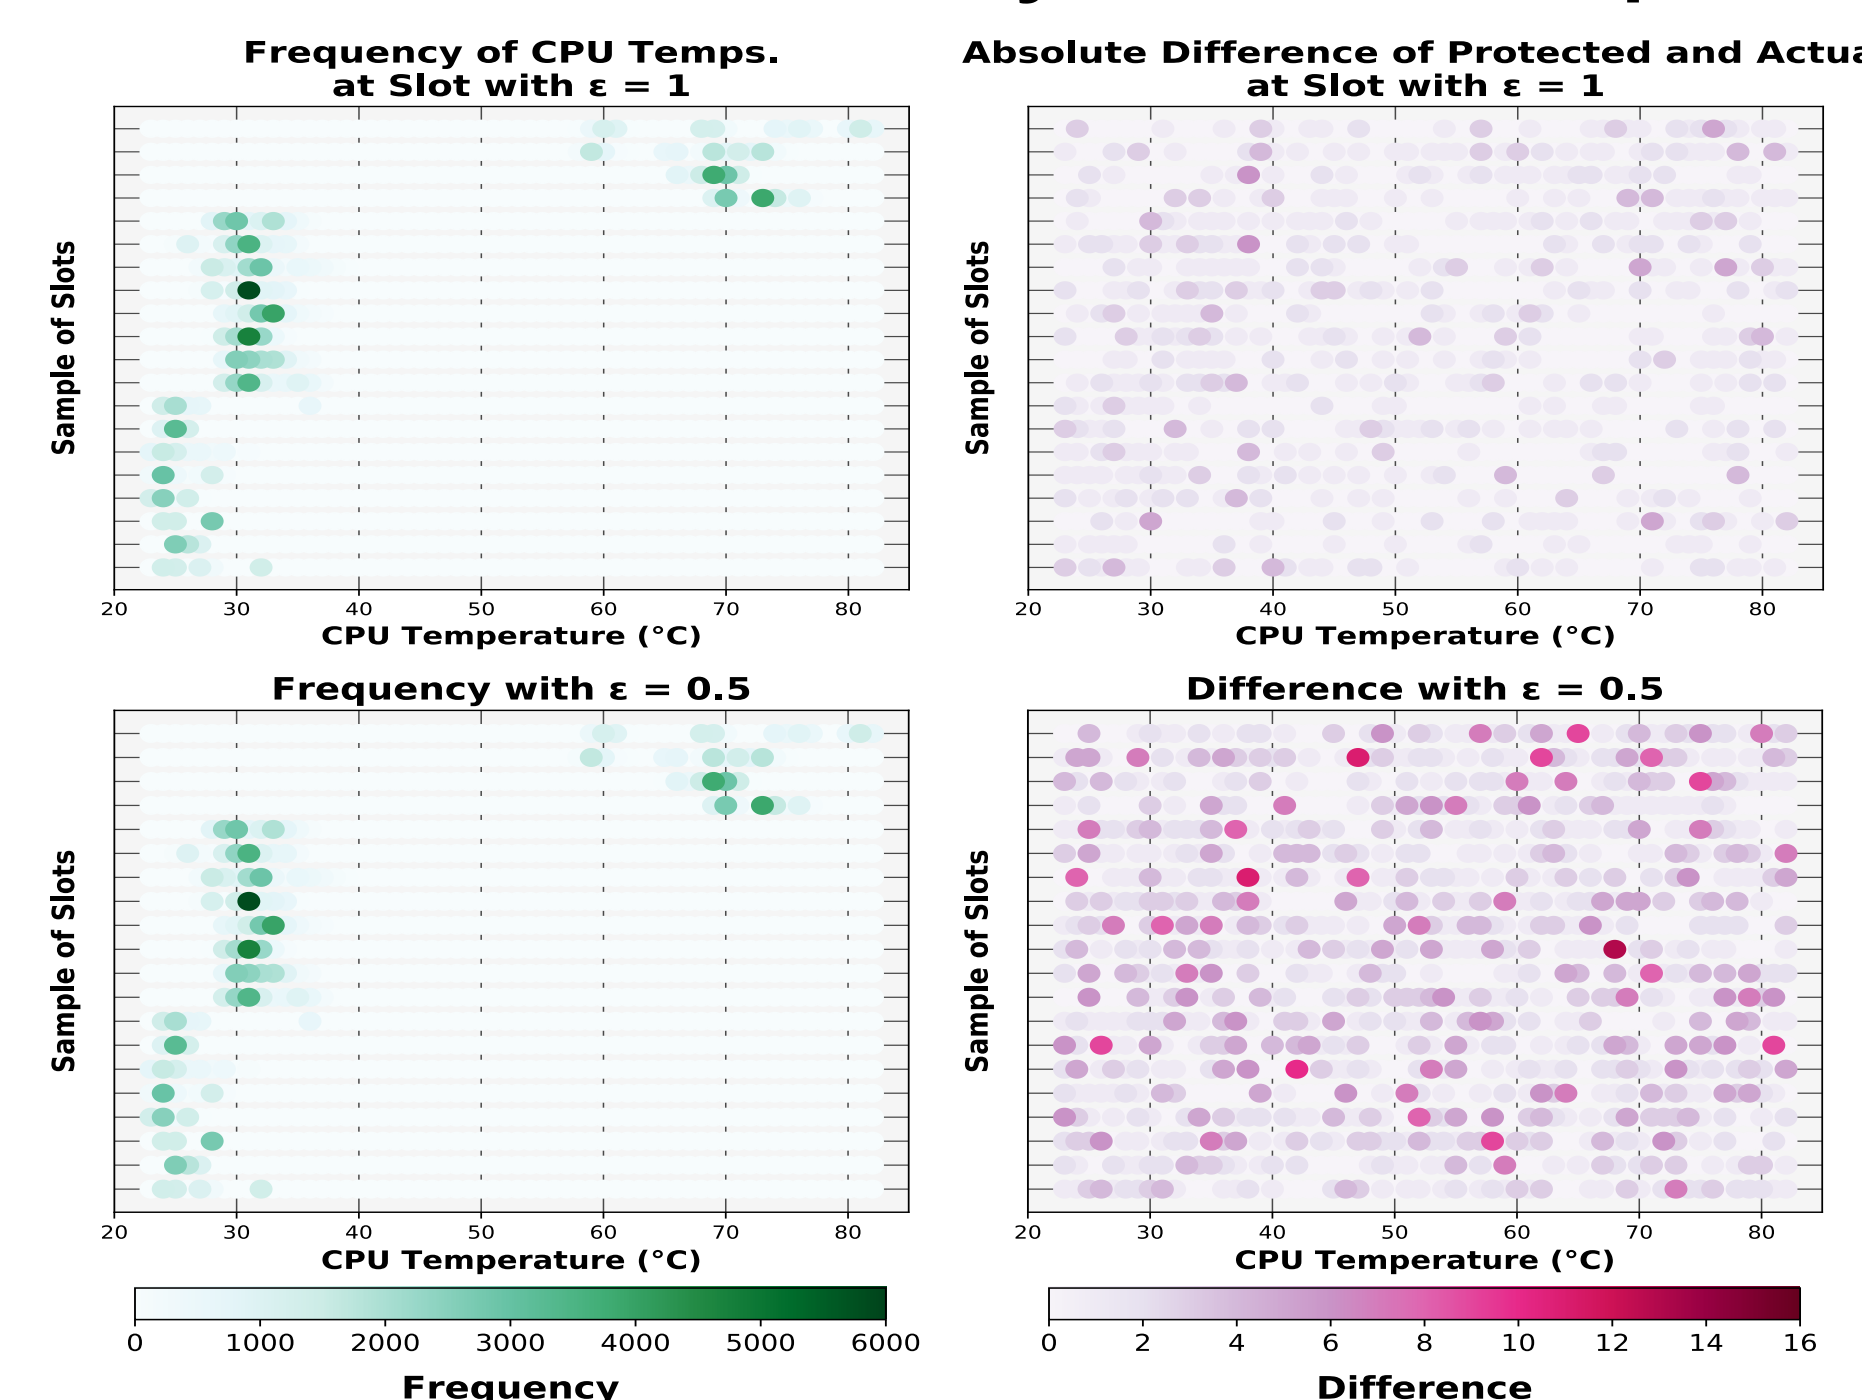 Frequency of CPU Temps.
at Slot with ε = 1
Absolute Difference of Protected and
at Slot with ε = 1
Sample of Slots
Sample of Slots
20 30 40 50 60 70 80
20 30 40 50 60 70 80
CPU Temperature (°C)
CPU Temperature (°C)
Frequency with ε = 0.5
Difference with ε = 0.5
Sample of Slots
Sample of Slots
20 30 40 50 60 70 80
20 30 40 50 60 70 80
CPU Temperature (°C)
CPU Temperature (°C)
0 1000 2000 3000 4000 5000 6000
0 2 4 6 8 10 12 14 16
Frequency
Difference